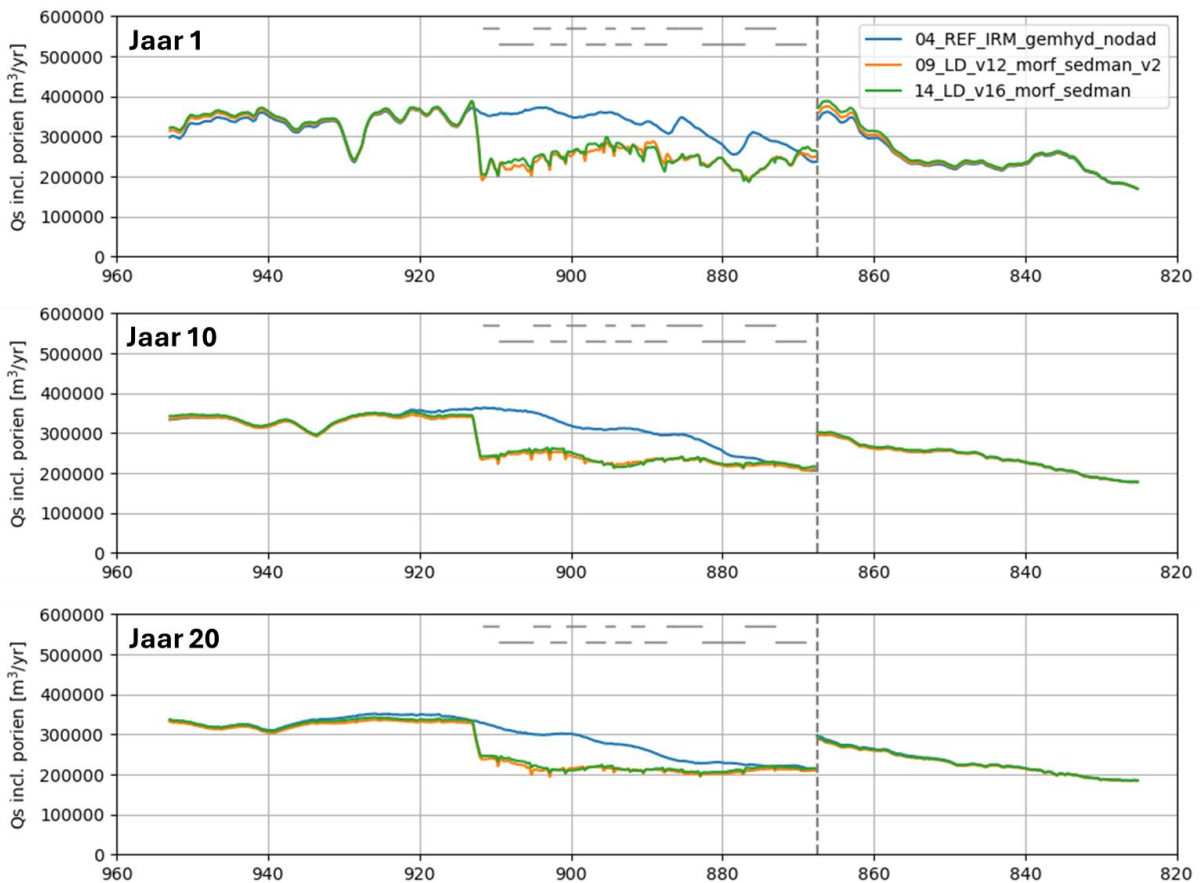 Qs incl. porien [m³/yr]
600000
500000
400000
300000
200000
100000
0
Jaar 1
04_REF_IRM_gemhyd_nodad
09_LD_v12_morf_sedman_v2
14_LD_v16_morf_sedman
960 940 920 900 880 860 840 820
Qs incl. porien [m³/yr]
600000
500000
400000
300000
200000
100000
0
Jaar 10
960 940 920 900 880 860 840 820
Qs incl. porien [m³/yr]
600000
500000
400000
300000
200000
100000
0
Jaar 20
960 940 920 900 880 860 840 820